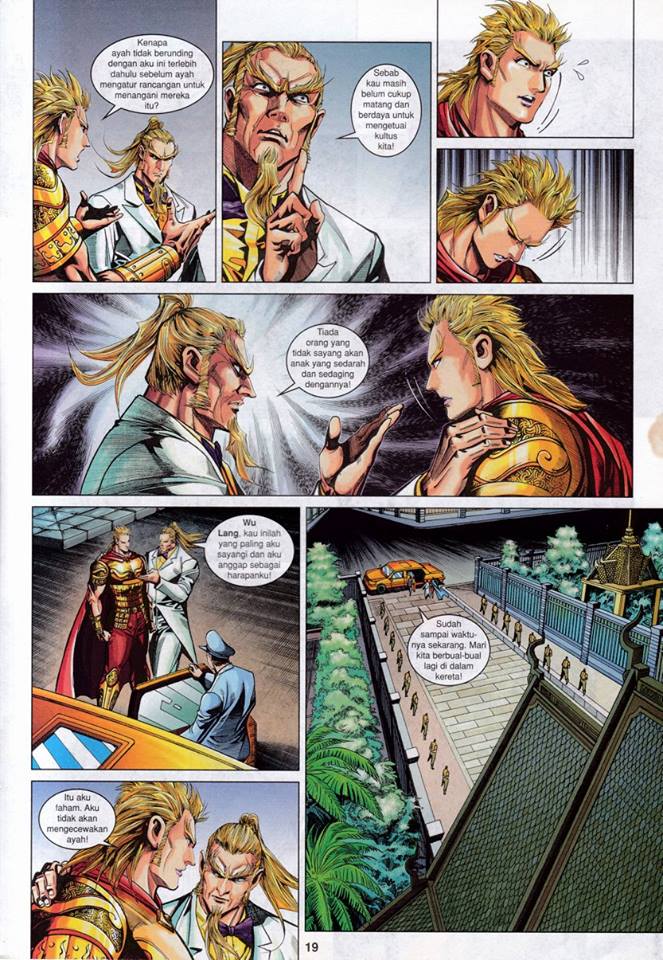 Kenapa
ayah tidak berunding
dengan aku ini terlebih
dahulu sebelum ayah
mengatur rancangan untuk
menangani mereka
itu?
Sebab
kau masih
belum cukup
matang dan
berdaya untuk
mengetuai
kultus
kita!
Tiada
orang yang
tidak sayang akan
anak yang sedarah
dan sedaging
dengannya!
Wu
Lang, kau inilah
yang paling aku
sayangi dan aku
anggap sebagai
harapanku!
Sudah
sampai waktu-
nya sekarang. Mari
kita berbual-bual
lagi di dalam
kereta!
Itu aku
faham. Aku
tidak akan
mengecewakan
ayah!
19